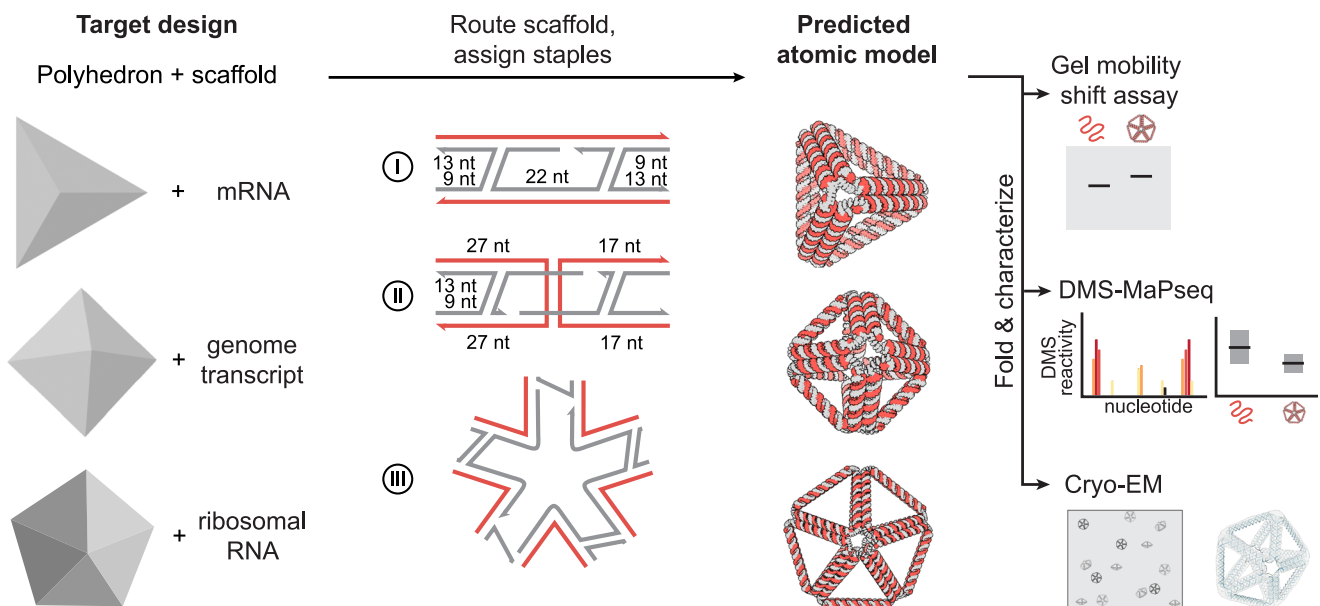 Target design
Polyhedron + scaffold
Route scaffold,
assign staples
Predicted
atomic model
+ mRNA
+ genome
transcript
+ ribosomal
RNA
I
13 nt
9 nt
22 nt
9 nt
13 nt
II
27 nt
17 nt
13 nt
9 nt
27 nt
17 nt
III
Fold & characterize
Gel mobility
shift assay
DMS-MaPseq
DMS
reactivity
nucleotide
Cryo-EM